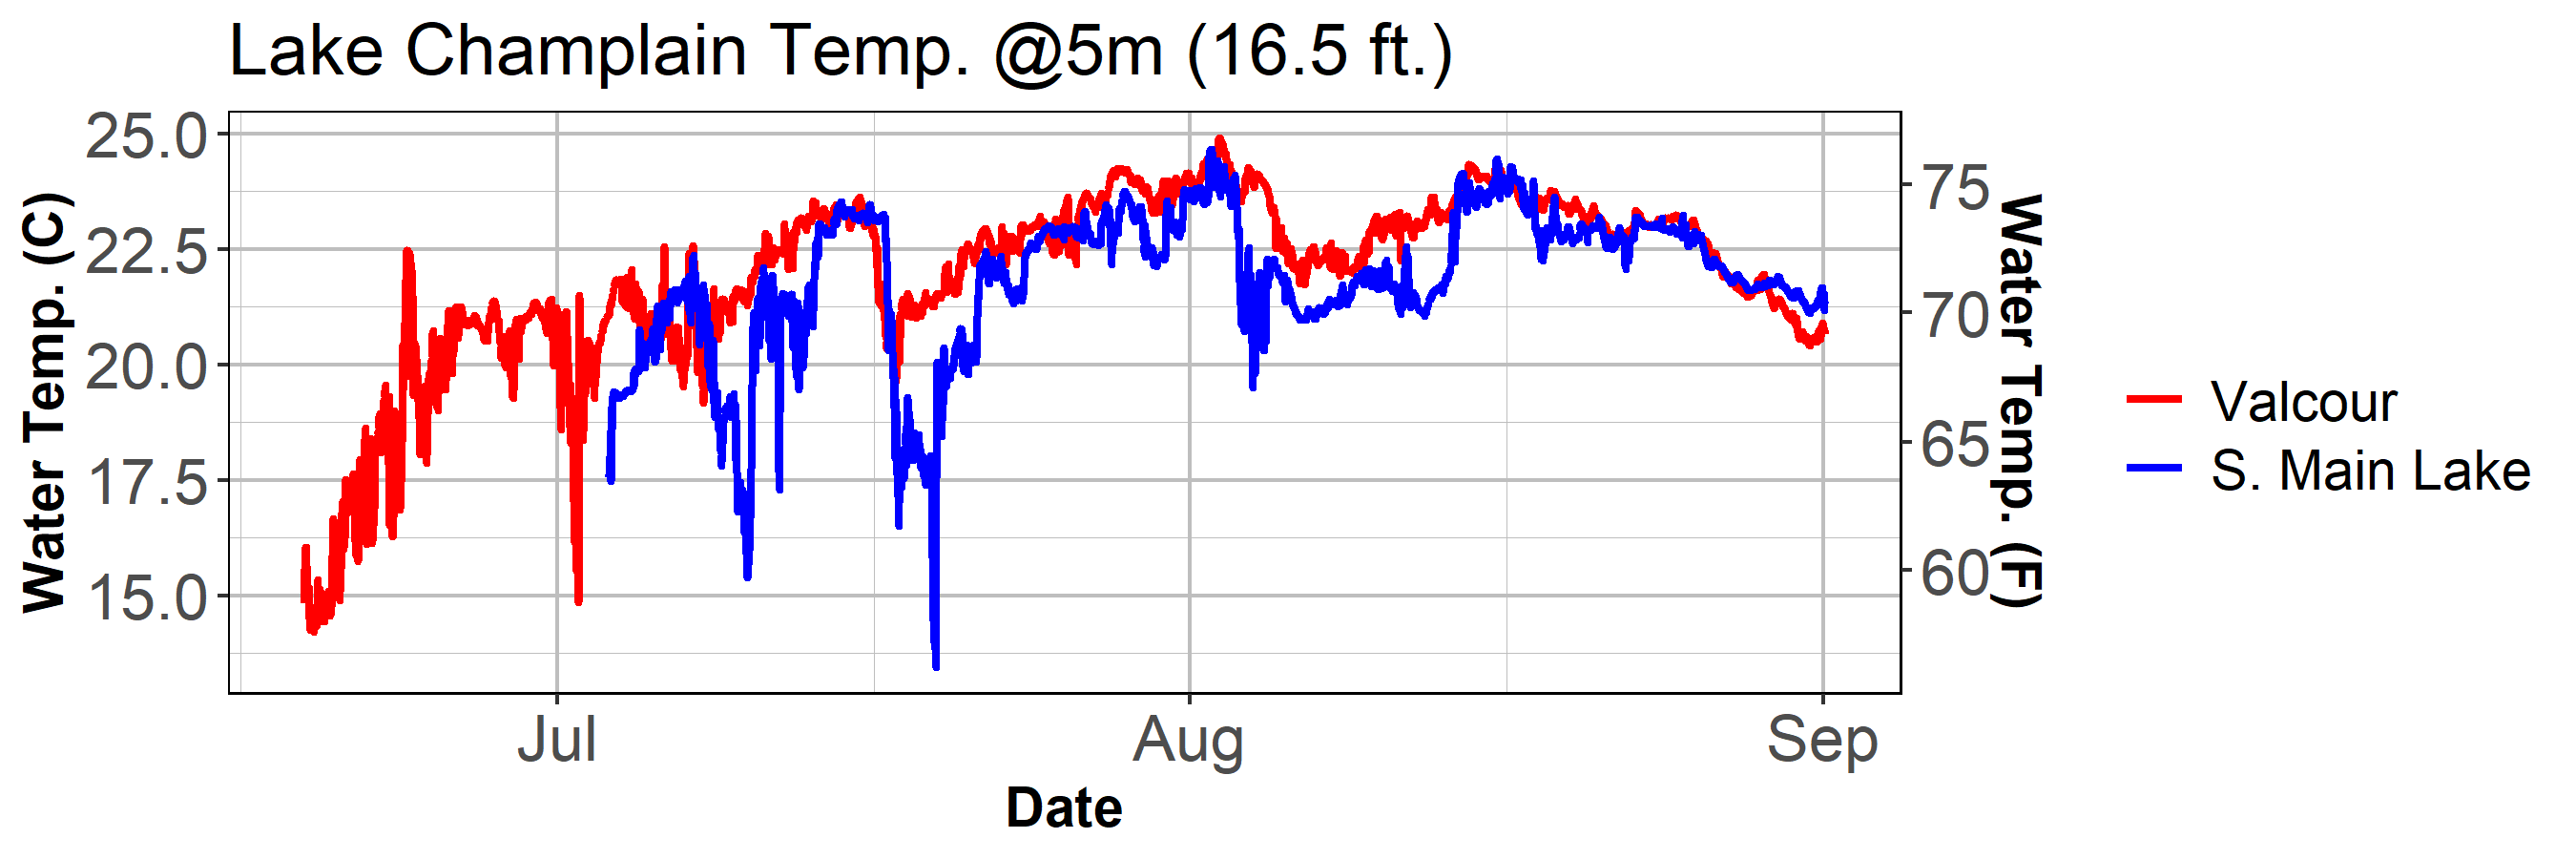 Lake Champlain Temp. @5m (16.5 ft.)
Water Temp. (C)
25.0
22.5
20.0
17.5
15.0
75
70
65
60
Water Temp. (F)
Jul Aug Sep
Date
Valcour
S. Main Lake